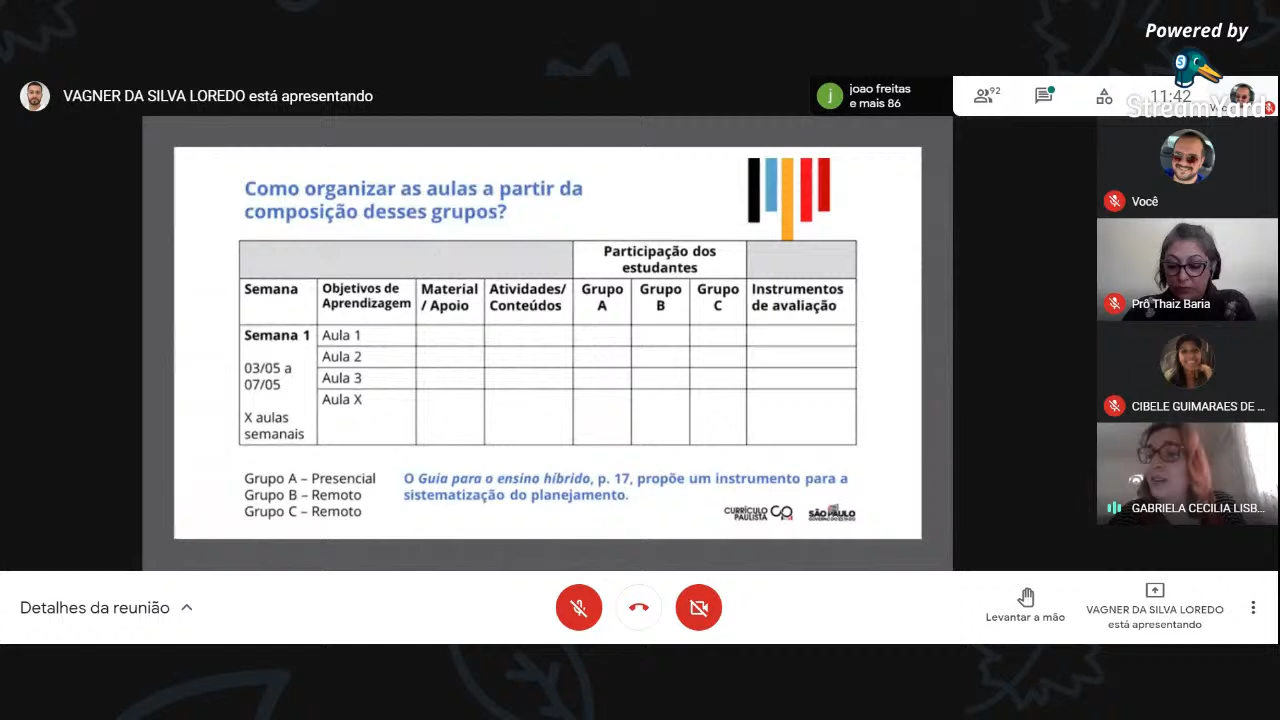 Powered by
StreamYard
VAGNER DA SILVA LOREDO está apresentando
j
joao freitas
e mais 86
92
11:42
Como organizar as aulas a partir da
composição desses grupos?
Participação dos
estudantes
Semana
Objetivos de
Aprendizagem
Material
/ Apoio
Atividades/
Conteúdos
Grupo
A
Grupo
B
Grupo
C
Instrumentos
de avaliação
Semana 1
03/05 a
07/05
X aulas
semanais
Aula 1
Aula 2
Aula 3
Aula X
Grupo A – Presencial
Grupo B – Remoto
Grupo C – Remoto
O Guia para o ensino híbrido, p. 17, propõe um instrumento para a
sistematização do planejamento.
CURRÍCULO
PAULISTA
SÃO PAULO
GOVERNO DO ESTADO
Você
Prô Thaiz Baria
CIBELE GUIMARAES DE ...
GABRIELA CECILIA LISB...
Detalhes da reunião
Levantar a mão
VAGNER DA SILVA LOREDO
está apresentando